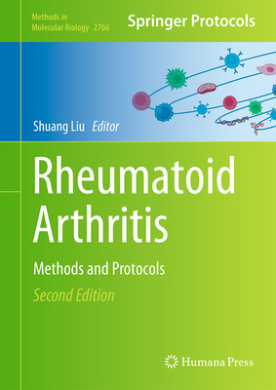 Methods in
Molecular Biology 2766
Springer Protocols
Shuang Liu Editor
Rheumatoid
Arthritis
Methods and Protocols
Second Edition
Humana Press